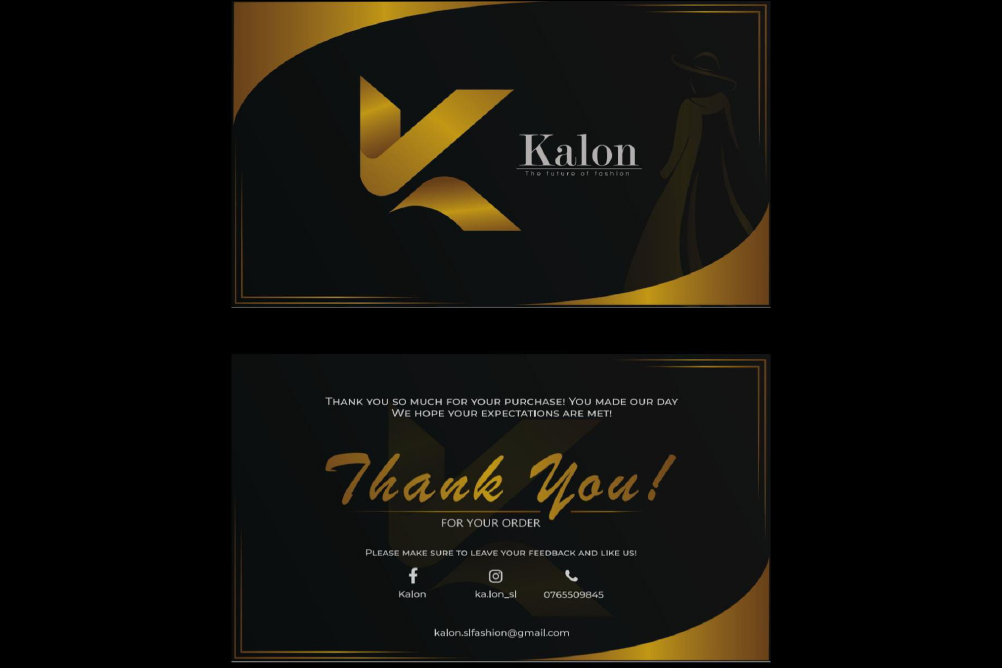 Kalon
The future of fashion
Thank you so much for your purchase! You made our day
We hope your expectations are met!
Thank You!
FOR YOUR ORDER
Please make sure to leave your feedback and like us!
Kalon ka.lon_sl 0765509845
kalon.slfashion@gmail.com